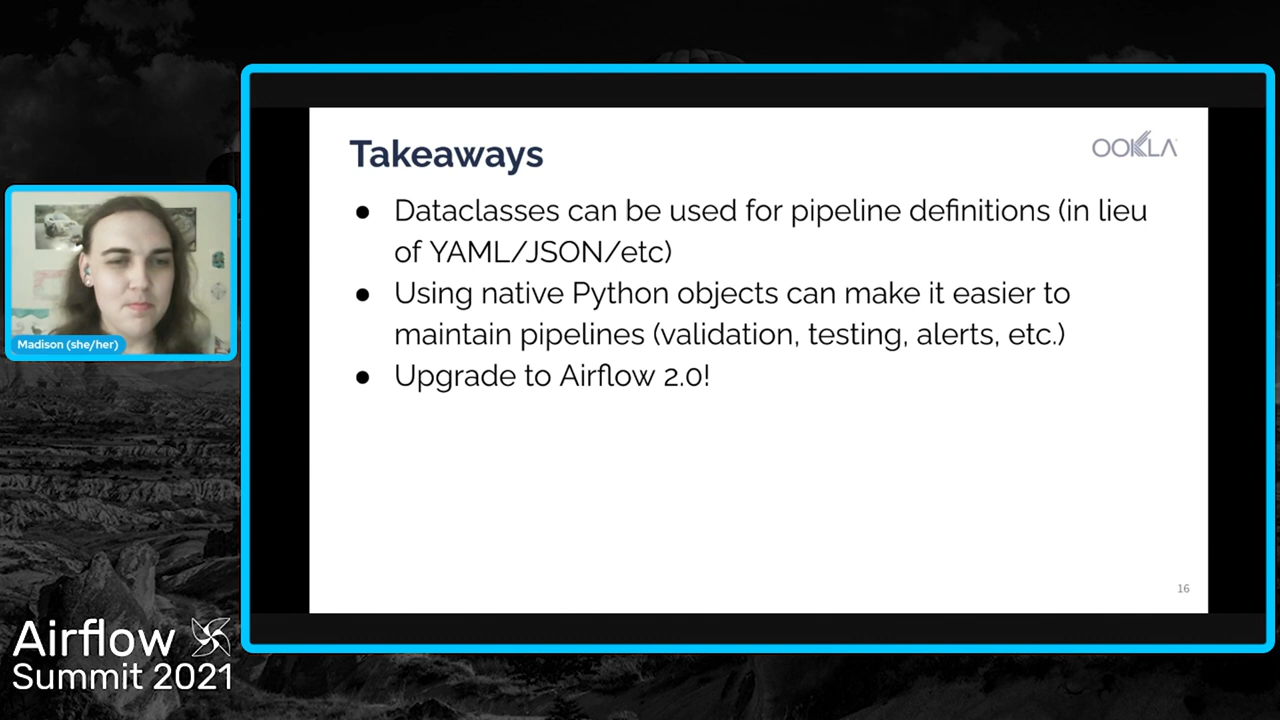 Takeaways
OOKLA
● Dataclasses can be used for pipeline definitions (in lieu
of YAML/JSON/etc)
● Using native Python objects can make it easier to
maintain pipelines (validation, testing, alerts, etc.)
● Upgrade to Airflow 2.0!
16
Madison (she/her)
Airflow
Summit 2021